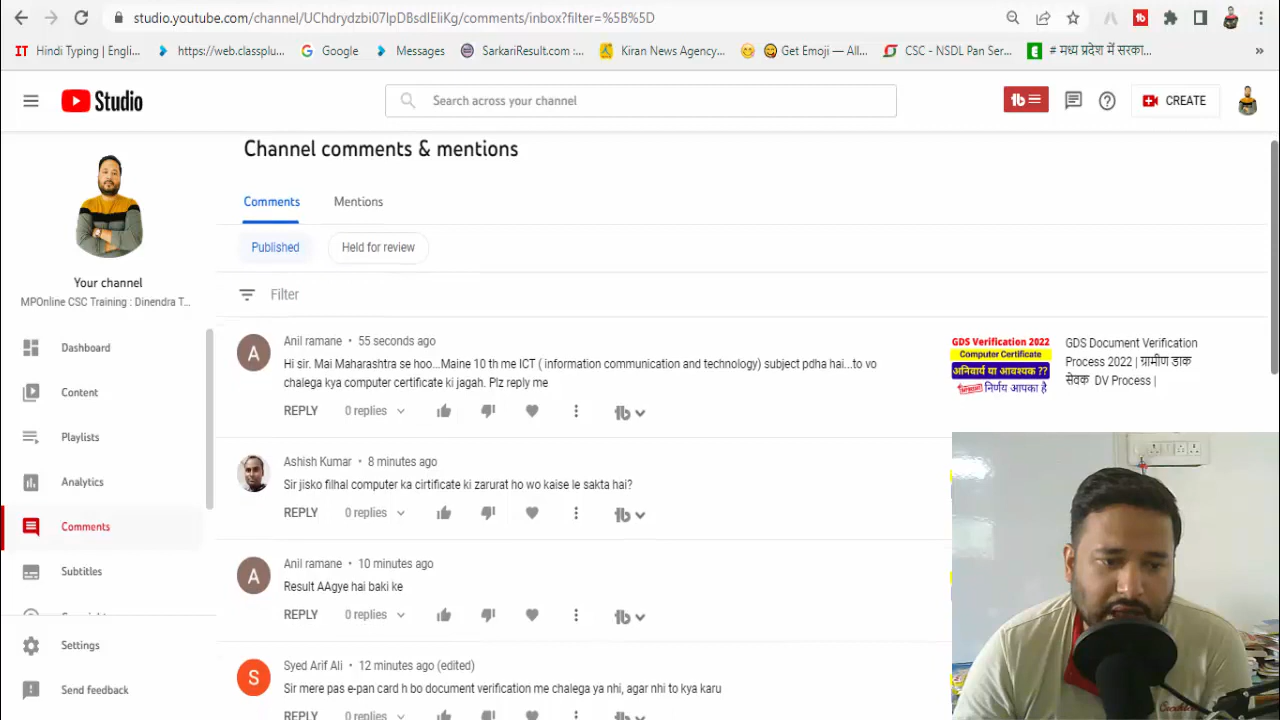 studio.youtube.com/channel/UChdrydzbi07lpDBsdlEliKg/comments/inbox?filter=%5B%5D
Hindi Typing | Engli...
https://web.classplu...
Google
Messages
SarkariResult.com :...
Kiran News Agency...
Get Emoji — All...
CSC - NSDL Pan Ser...
# मध्य प्रदेश में सरका...
»
Studio
Search across your channel
CREATE
Channel comments & mentions
Comments
Mentions
Published
Held for review
Filter
Your channel
MPOnline CSC Training : Dinendra T...
Dashboard
Content
Playlists
Analytics
Comments
Subtitles
Settings
Send feedback
Anil ramane • 55 seconds ago
Hi sir. Mai Maharashtra se hoo...Maine 10 th me ICT ( information communication and technology) subject pdha hai...to vo
chalega kya computer certificate ki jagah. Plz reply me
REPLY 0 replies
GDS Verification 2022
Computer Certificate
अनिवार्य या आवश्यक ??
निर्णय आपका है
GDS Document Verification
Process 2022 | ग्रामीण डाक
सेवक DV Process |
Ashish Kumar • 8 minutes ago
Sir jisko filhal computer ka cirtificate ki zarurat ho wo kaise le sakta hai?
REPLY 0 replies
Anil ramane • 10 minutes ago
Result AAgye hai baki ke
REPLY 0 replies
Syed Arif Ali • 12 minutes ago (edited)
Sir mere pas e-pan card h bo document verification me chalega ya nhi, agar nhi to kya karu
REPLY 0 replies